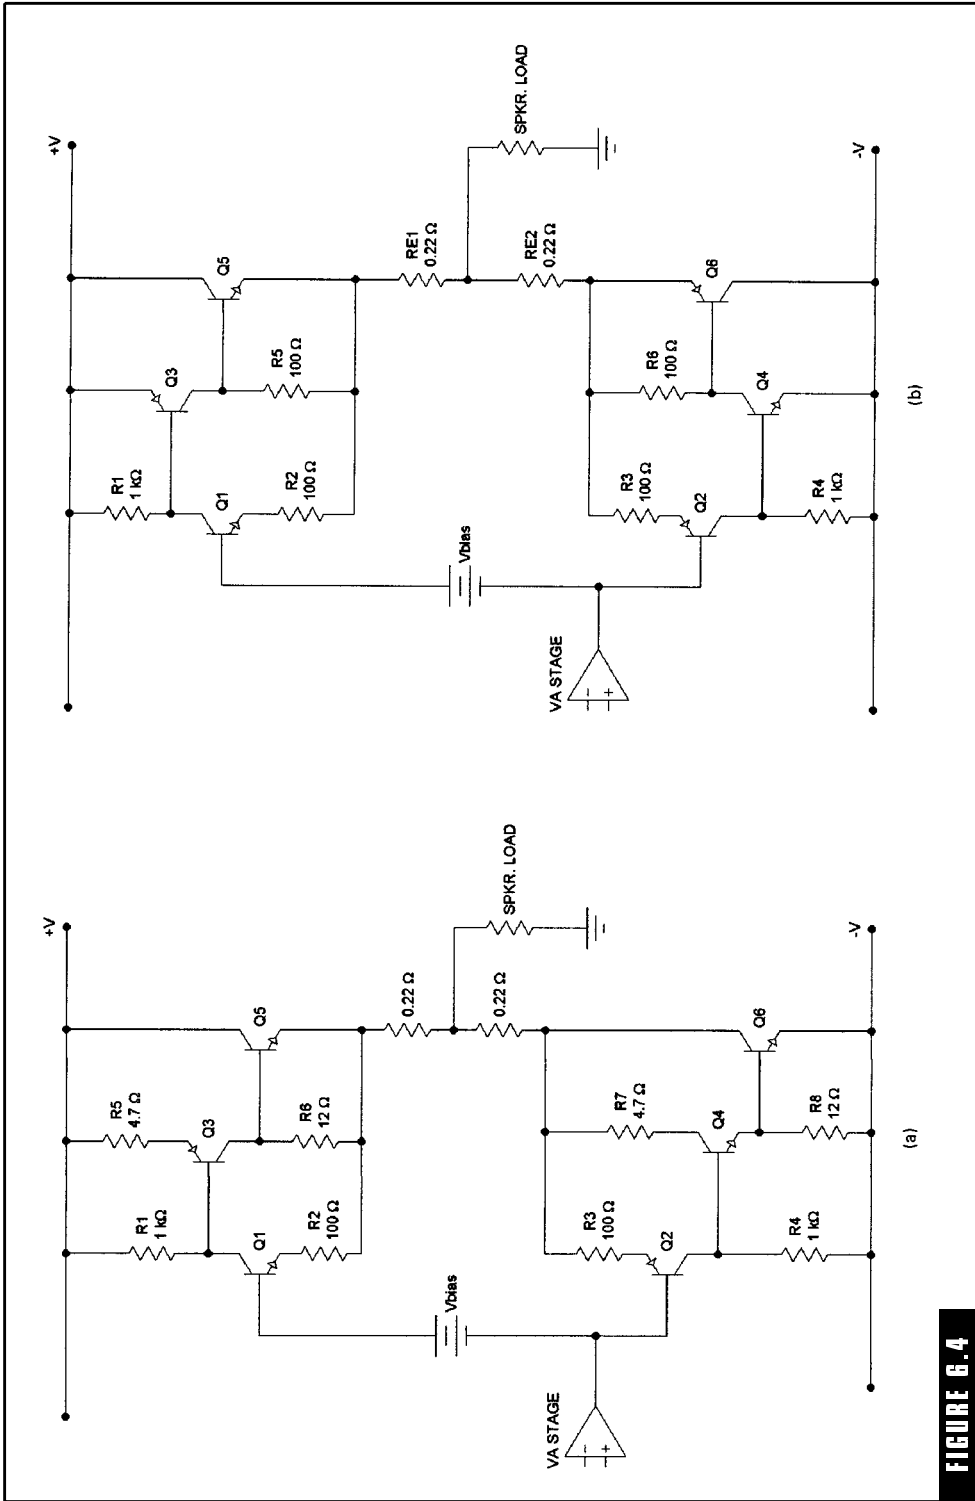 +V
R1
1 kΩ
R5
4.7 Ω
Q3
Q1
Q5
R2
100 Ω
R6
12 Ω
0.22 Ω
SPKR. LOAD
0.22 Ω
Vbias
VA STAGE
−
+
R3
100 Ω
R7
4.7 Ω
Q2
Q4
Q6
R4
1 kΩ
R8
12 Ω
-V
(a)
+V
R1
1 kΩ
Q3
Q1
Q5
R2
100 Ω
R5
100 Ω
RE1
0.22 Ω
SPKR. LOAD
RE2
0.22 Ω
Vbias
VA STAGE
−
+
R3
100 Ω
R6
100 Ω
Q2
Q4
Q6
R4
1 kΩ
-V
(b)
FIGURE 6.4